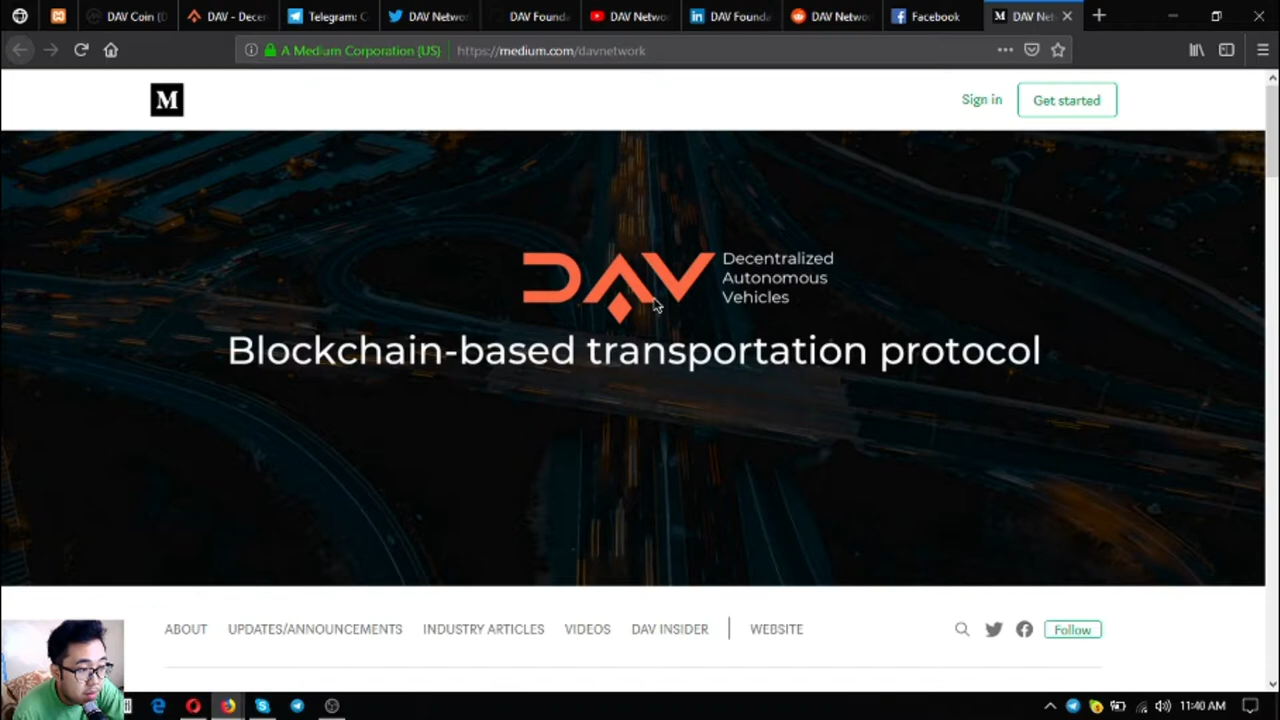 DAV Coin (D
DAV - Decer
Telegram: C
DAV Netwo
DAV Founda
DAV Netwo
DAV Founda
DAV Netwo
Facebook
DAV Net
A Medium Corporation (US)
https://medium.com/davnetwork
M
Sign in
Get started
DAV
Decentralized
Autonomous
Vehicles
Blockchain-based transportation protocol
ABOUT
UPDATES/ANNOUNCEMENTS
INDUSTRY ARTICLES
VIDEOS
DAV INSIDER
WEBSITE
Follow
11:40 AM